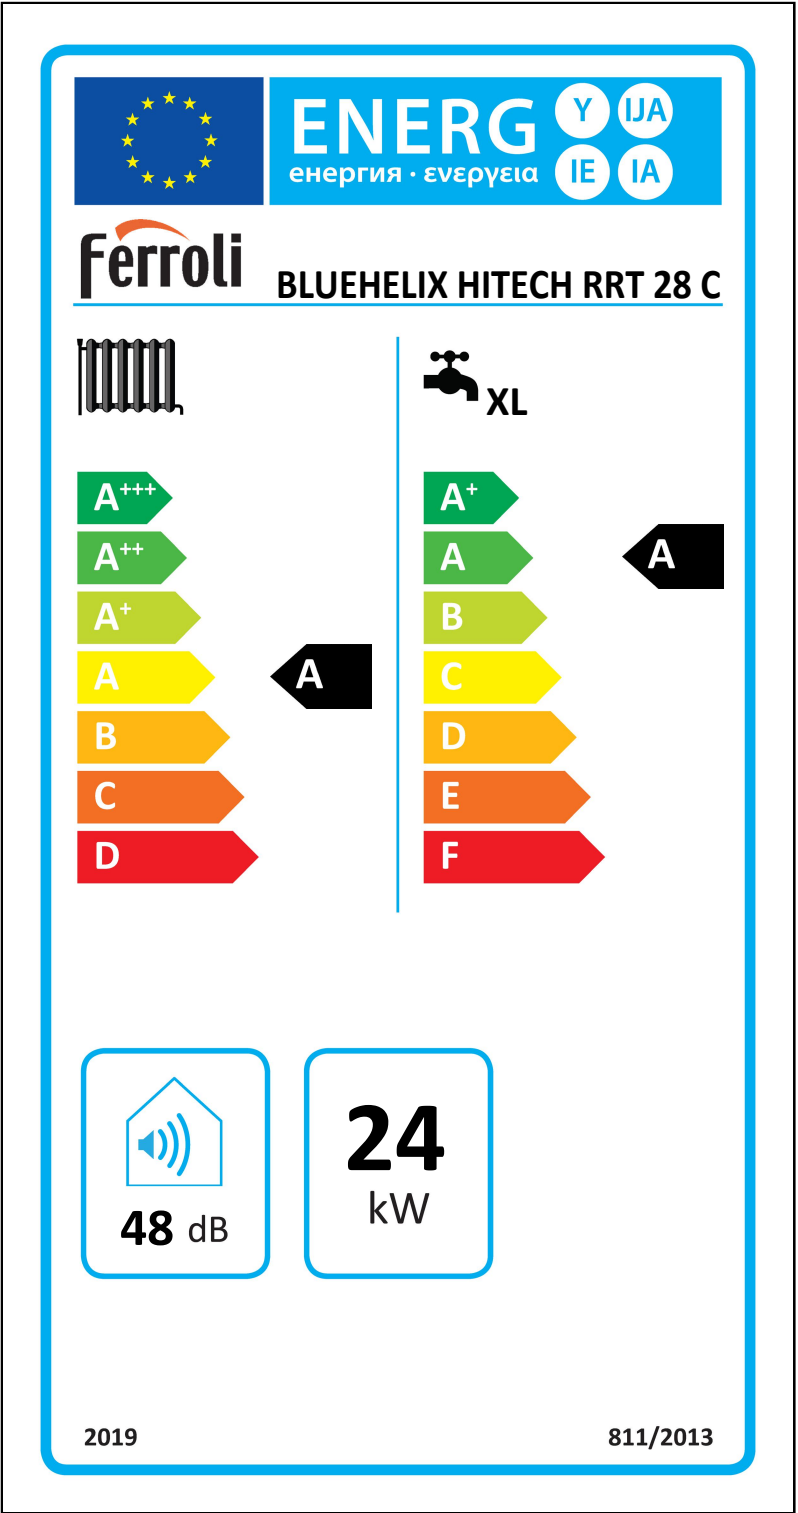 ENERG
енергия · ενεργεια
Y IJA
IE IA
Ferroli
BLUEHELIX HITECH RRT 28 C
XL
A+++
A++
A+
A
B
C
D
A
A+
A
B
C
D
E
F
A
48 dB
24
kW
2019
811/2013